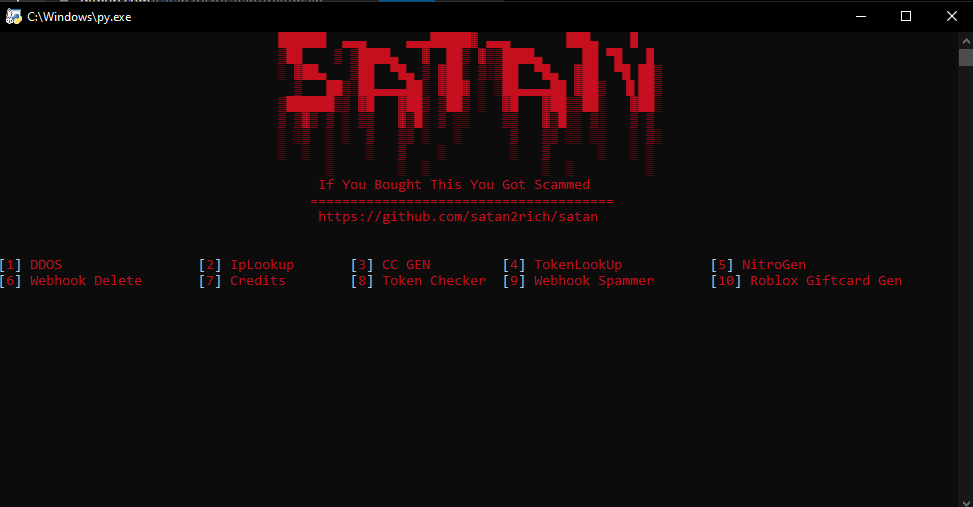 C:\Windows\py.exe
SATAN
If You Bought This You Got Scammed
======================================
https://github.com/satan2rich/satan
[1] DDOS [2] IpLookup [3] CC GEN [4] TokenLookUp [5] NitroGen
[6] Webhook Delete [7] Credits [8] Token Checker [9] Webhook Spammer [10] Roblox Giftcard Gen